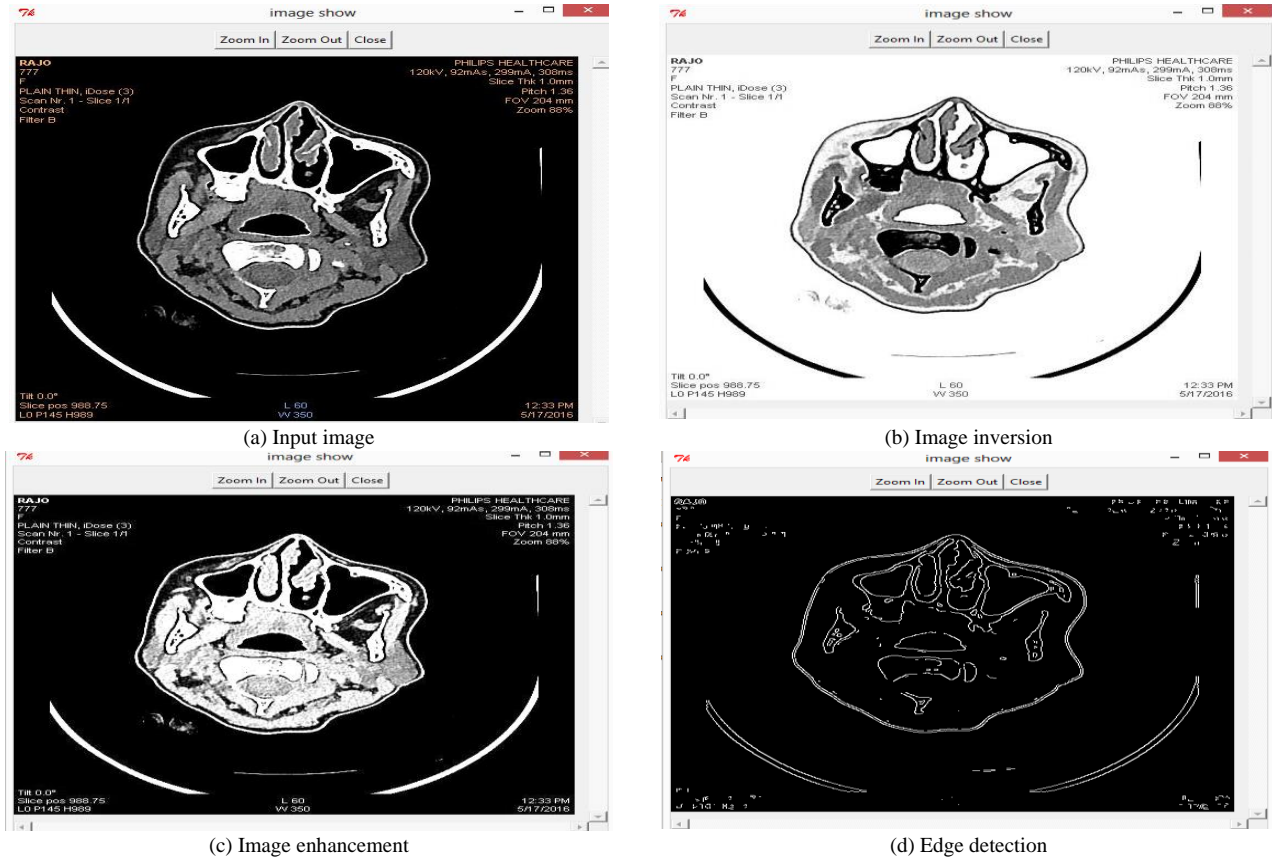 image show
Zoom In Zoom Out Close
RAJO
777
F
PLAIN THIN, iDose (3)
Scan Nr. 1 - Slice 1/1
Contrast
Filter B
PHILIPS HEALTHCARE
120kV, 92mAs, 299mA, 308ms
Slice Thk 1.0mm
Pitch 1.36
FOV 204 mm
Zoom 88%
Tilt 0.0°
Slice pos 988.75
L0 P145 H989
L 60
W 350
12:33 PM
5/17/2016
(a) Input image
image show
Zoom In Zoom Out Close
RAJO
777
F
PLAIN THIN, iDose (3)
Scan Nr. 1 - Slice 1/1
Contrast
Filter B
PHILIPS HEALTHCARE
120kV, 92mAs, 299mA, 308ms
Slice Thk 1.0mm
Pitch 1.36
FOV 204 mm
Zoom 88%
Tilt 0.0°
Slice pos 988.75
L0 P145 H989
L 60
W 350
12:33 PM
5/17/2016
(b) Image inversion
image show
Zoom In Zoom Out Close
RAJO
777
F
PLAIN THIN, iDose (3)
Scan Nr. 1 - Slice 1/1
Contrast
Filter B
PHILIPS HEALTHCARE
120kV, 92mAs, 299mA, 308ms
Slice Thk 1.0mm
Pitch 1.36
FOV 204 mm
Zoom 88%
Tilt 0.0°
Slice pos 988.75
L0 P145 H989
L 60
W 350
12:33 PM
5/17/2016
(c) Image enhancement
image show
Zoom In Zoom Out Close
(d) Edge detection